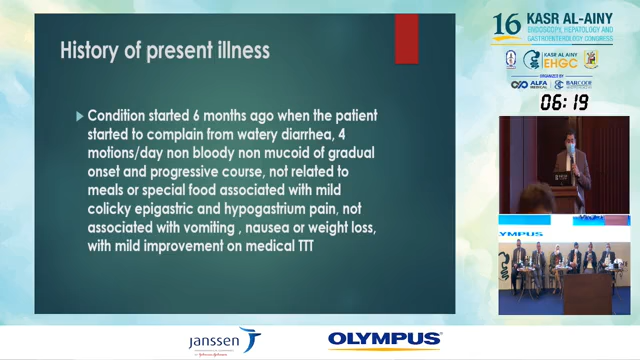 History of present illness
Condition started 6 months ago when the patient
started to complain from watery diarrhea, 4
motions/day non bloody non mucoid of gradual
onset and progressive course, not related to
meals or special food associated with mild
colicky epigastric and hypogastrium pain, not
associated with vomiting , nausea or weight loss,
with mild improvement on medical TTT
16 KASR AL-AINY
ENDOSCOPY, HEPATOLOGY AND
GASTROENTEROLOGY CONGRESS
KASR AL AINY
EHGC
ORGANIZED BY
ALFA
MEDICAL
06:19
YMPUS
janssen
OLYMPUS